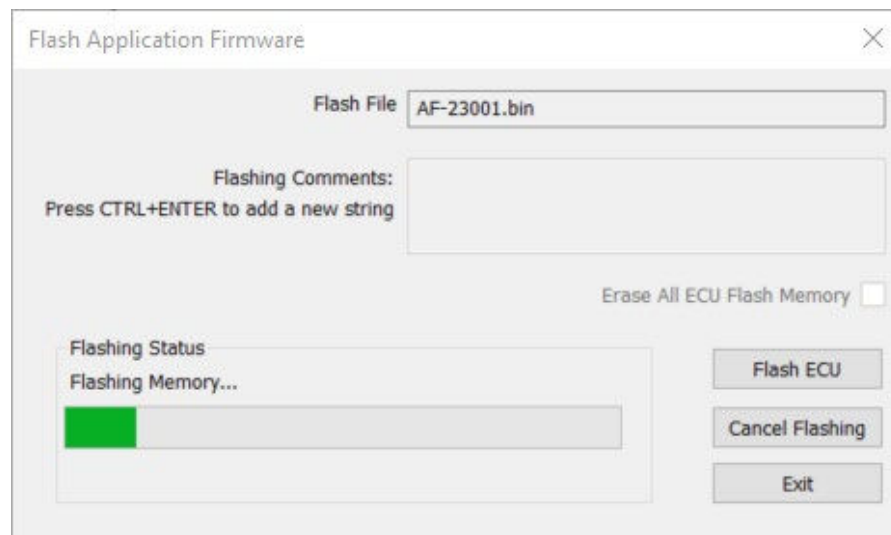 Flash Application Firmware
Flash File
AF-23001.bin
Flashing Comments:
Press CTRL+ENTER to add a new string
Erase All ECU Flash Memory
Flashing Status
Flashing Memory...
Flash ECU
Cancel Flashing
Exit